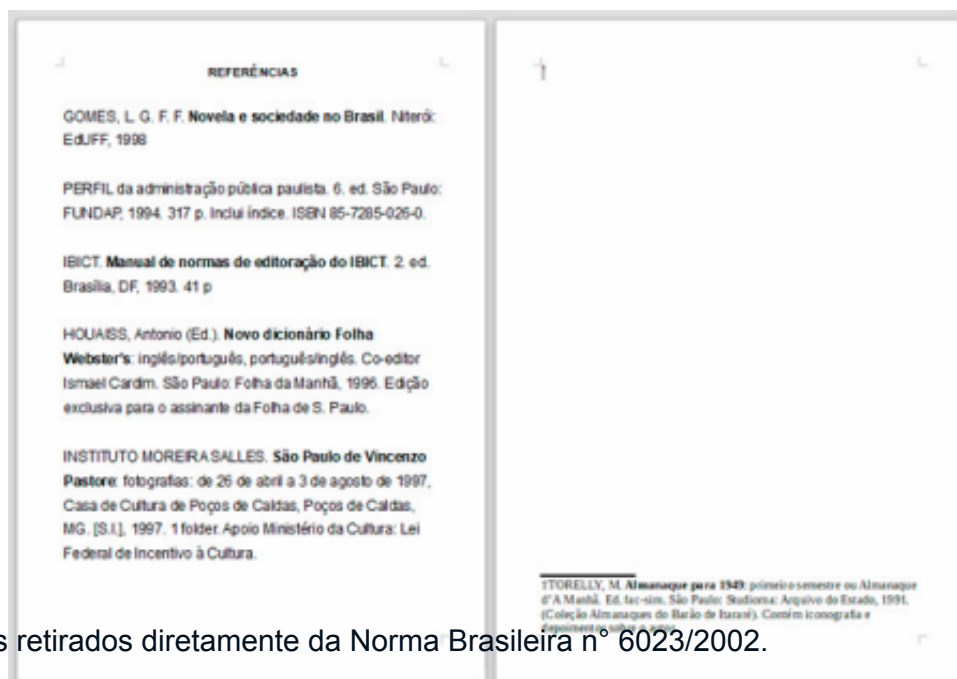 REFERÊNCIAS
GOMES, L. G. F. F. Novela e sociedade no Brasil. Niterói:
EdUFF, 1998
PERFIL da administração pública paulista. 6. ed. São Paulo:
FUNDAP, 1994. 317 p. Inclui índice. ISBN 85-7285-026-0.
IBICT. Manual de normas de editoração do IBICT. 2. ed.
Brasília, DF, 1993. 41 p
HOUAISS, Antonio (Ed.). Novo dicionário Folha
Webster's: inglês/português, português/inglês. Co-editor
Ismael Cardim. São Paulo: Folha da Manhã, 1996. Edição
exclusiva para o assinante da Folha de S. Paulo.
INSTITUTO MOREIRA SALLES. São Paulo de Vincenzo
Pastore: fotografias: de 26 de abril a 3 de agosto de 1997,
Casa de Cultura de Poços de Caldas, Poços de Caldas,
MG. [S.l.], 1997. 1 folder. Apoio Ministério da Cultura: Lei
Federal de Incentivo à Cultura.
1
1TORELLY, M. Almanaque para 1949: primeiro semestre ou Almanaque
d'A Manhã. Ed. fac-sim. São Paulo: Studioma: Arquivo do Estado, 1991.
(Coleção Almanaques do Barão de Itararé). Contém iconografia e
depoimentos sobre o autor.
s retirados diretamente da Norma Brasileira n° 6023/2002.